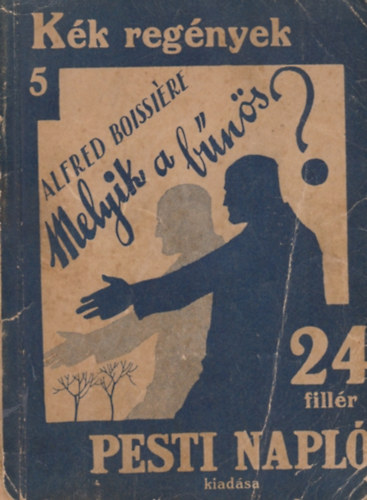 Kék regények
5
ALFRED BOISSIÈRE
Melyik a bűnös?
24
fillér
PESTI NAPLÓ
kiadása